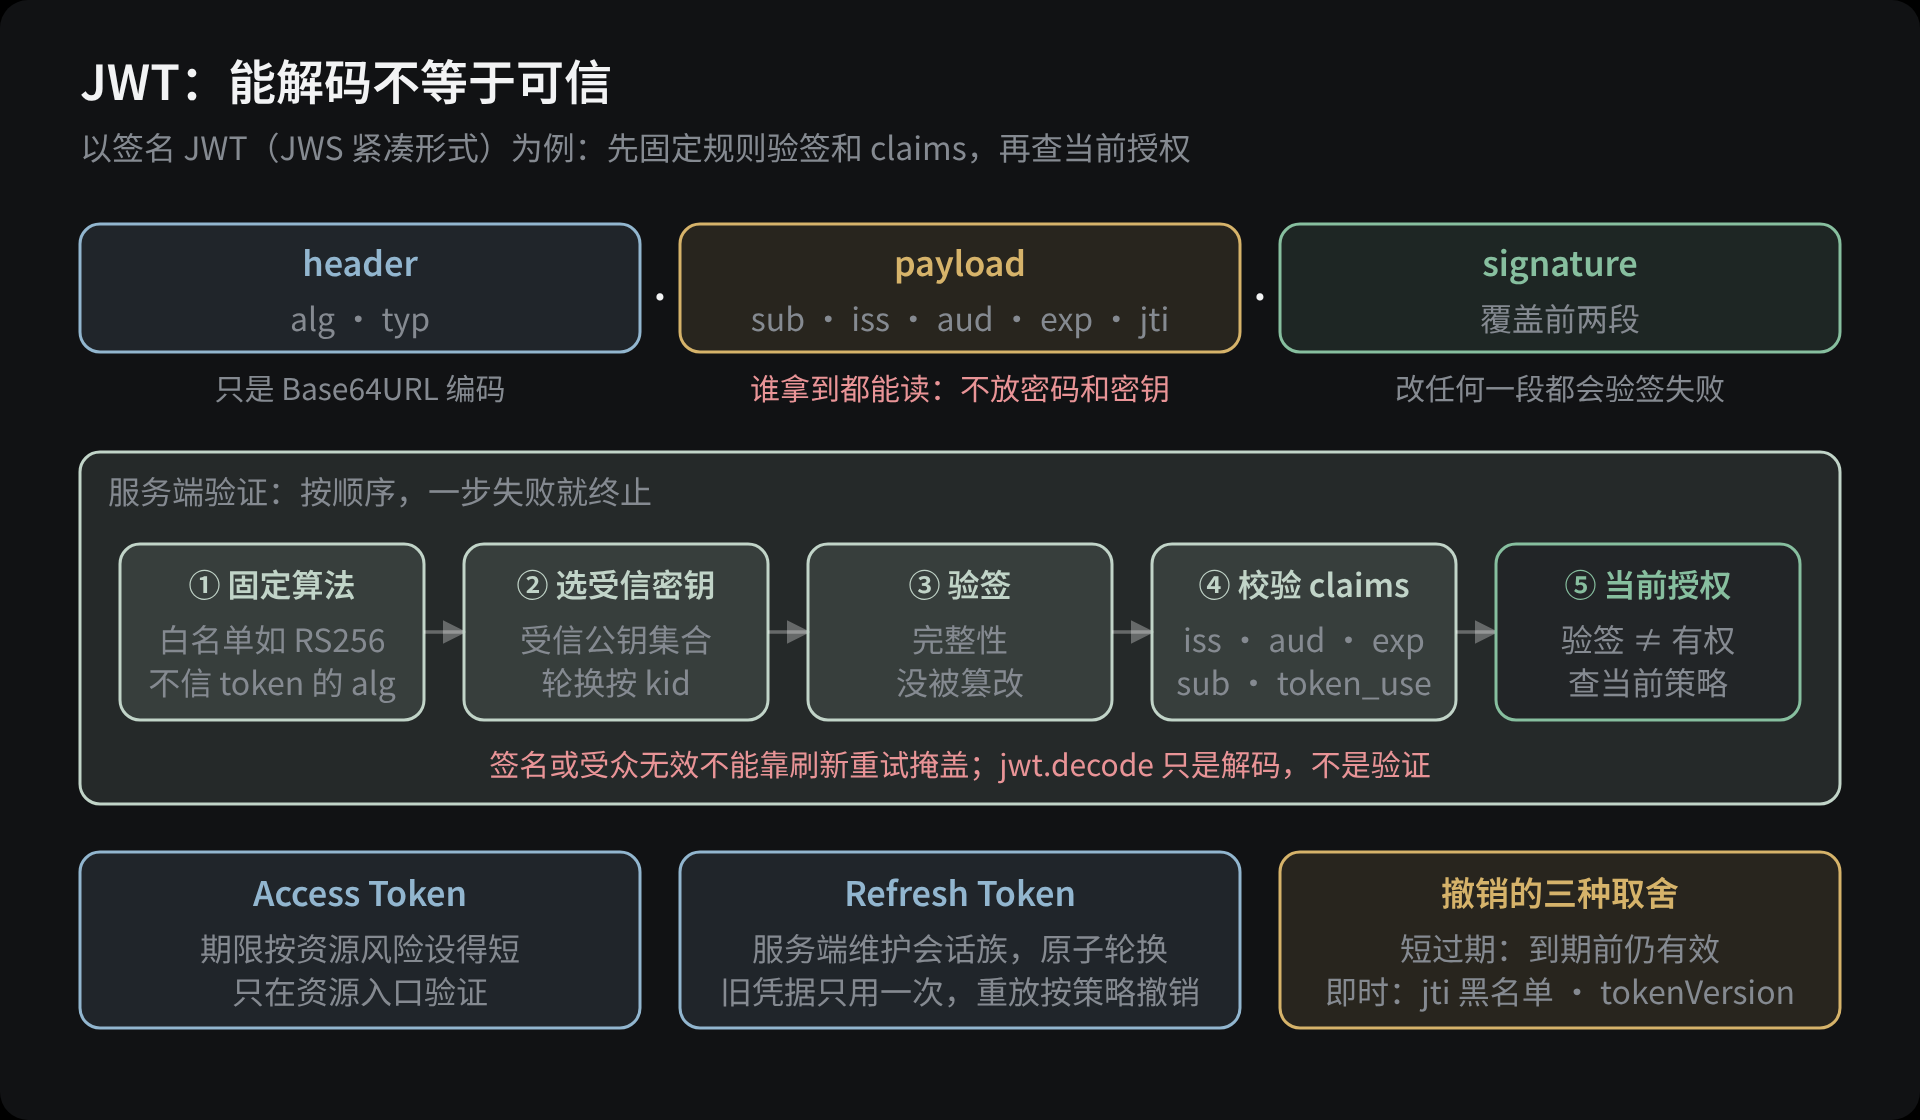 JWT：能解码不等于可信
以签名 JWT（JWS 紧凑形式）为例：先固定规则验签和 claims，再查当前授权
header
alg · typ
只是 Base64URL 编码
.
payload
sub · iss · aud · exp · jti
谁拿到都能读：不放密码和密钥
.
signature
覆盖前两段
改任何一段都会验签失败
服务端验证：按顺序，一步失败就终止
① 固定算法
白名单如 RS256
不信 token 的 alg
② 选受信密钥
受信公钥集合
轮换按 kid
③ 验签
完整性
没被篡改
④ 校验 claims
iss · aud · exp
sub · token_use
⑤ 当前授权
验签 ≠ 有权
查当前策略
签名或受众无效不能靠刷新重试掩盖；jwt.decode 只是解码，不是验证
Access Token
期限按资源风险设得短
只在资源入口验证
Refresh Token
服务端维护会话族，原子轮换
旧凭据只用一次，重放按策略撤销
撤销的三种取舍
短过期：到期前仍有效
即时：jti 黑名单 · tokenVersion